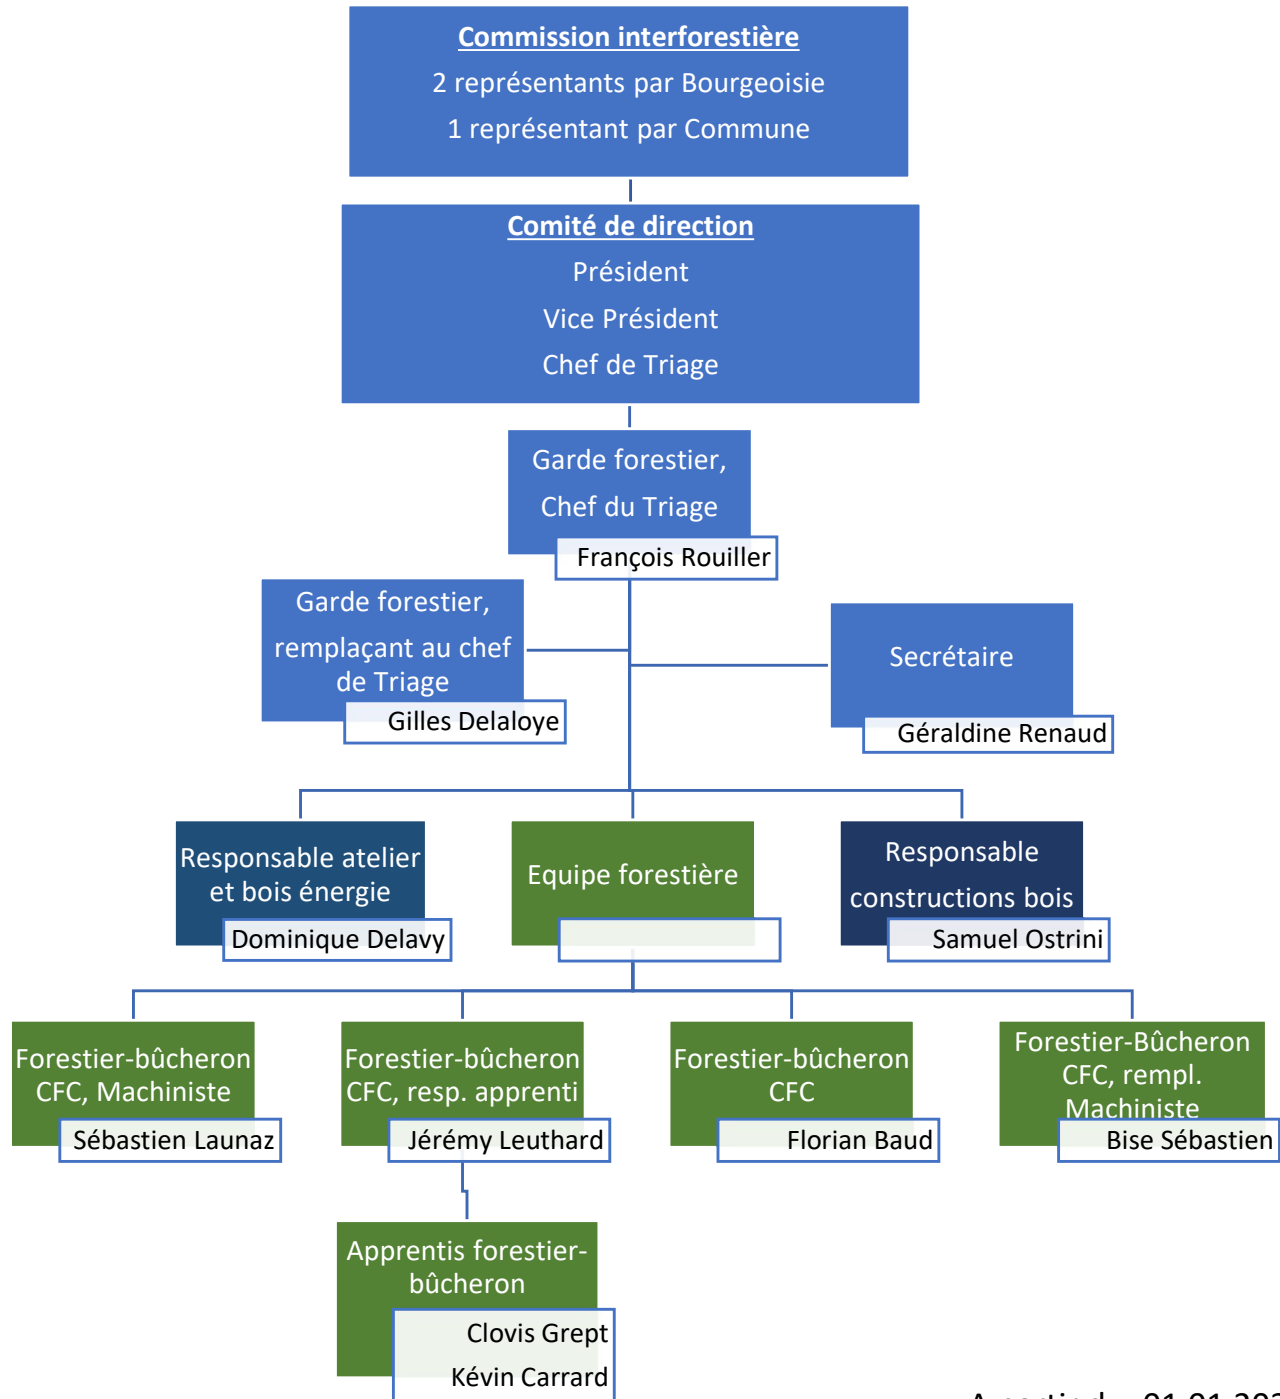 Commission interforestière
2 représentants par Bourgeoisie
1 représentant par Commune
Comité de direction
Président
Vice Président
Chef de Triage
Garde forestier,
Chef du Triage
François Rouiller
Garde forestier,
remplaçant au chef
de Triage
Gilles Delaloye
Secrétaire
Géraldine Renaud
Responsable atelier
et bois énergie
Dominique Delavy
Equipe forestière
Responsable
constructions bois
Samuel Ostrini
Forestier-bûcheron
CFC, Machiniste
Sébastien Launaz
Forestier-bûcheron
CFC, resp. apprenti
Jérémy Leuthard
Forestier-bûcheron
CFC
Florian Baud
Forestier-Bûcheron
CFC, rempl.
Machiniste
Bise Sébastien
Apprentis forestier-
bûcheron
Clovis Grept
Kévin Carrard